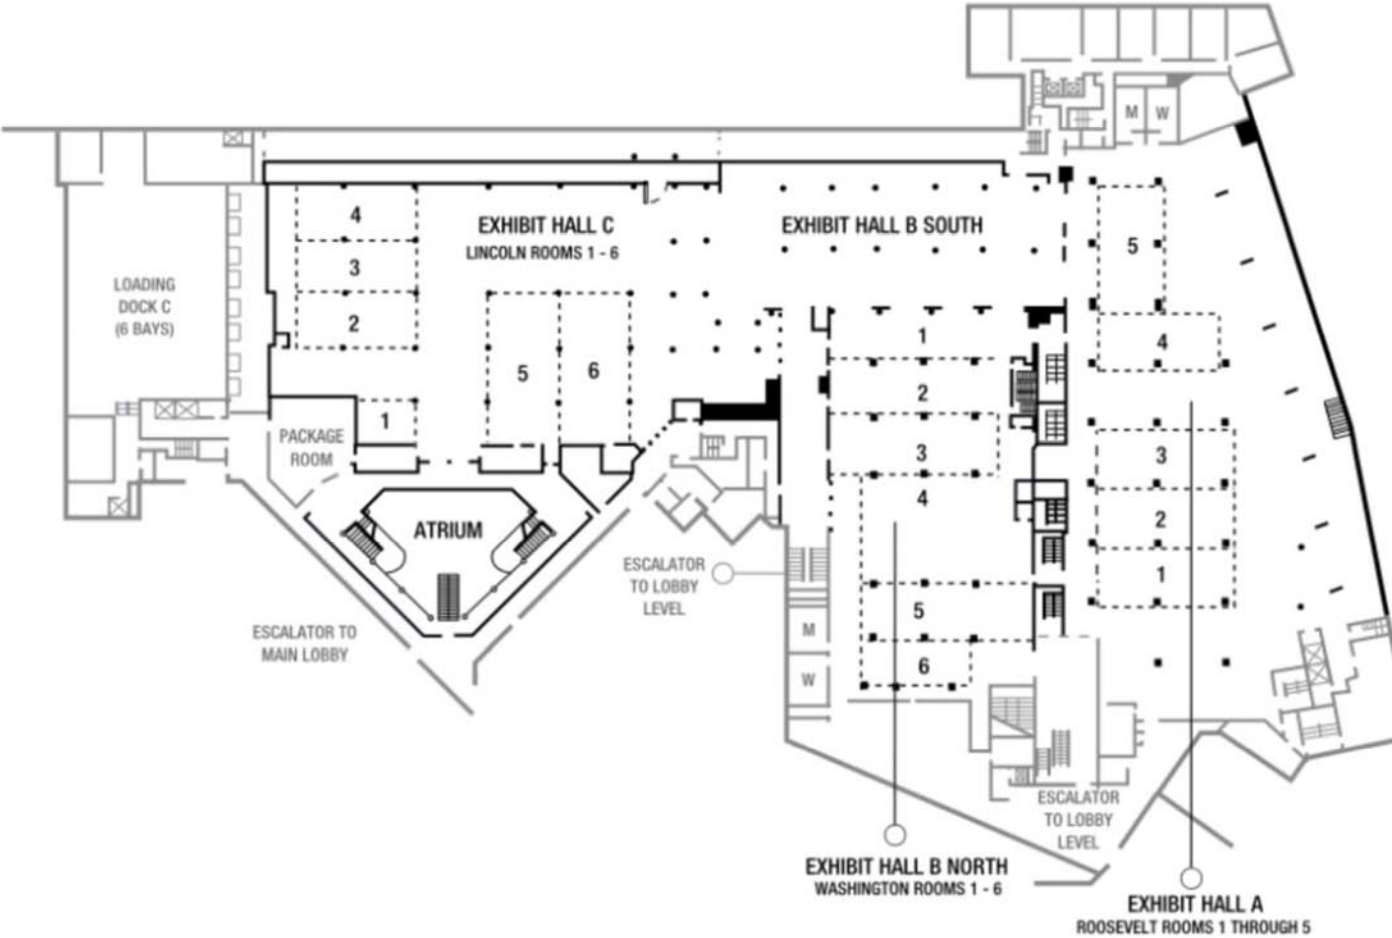 M W
4
EXHIBIT HALL C
LINCOLN ROOMS 1 - 6
EXHIBIT HALL B SOUTH
5
3
LOADING
DOCK C
(6 BAYS)
2
1
4
5
6
2
1
PACKAGE
ROOM
3
4
3
2
1
ATRIUM
ESCALATOR
TO LOBBY
LEVEL
5
6
M
W
ESCALATOR TO
MAIN LOBBY
ESCALATOR
TO LOBBY
LEVEL
EXHIBIT HALL B NORTH
WASHINGTON ROOMS 1 - 6
EXHIBIT HALL A
ROOSEVELT ROOMS 1 THROUGH 5